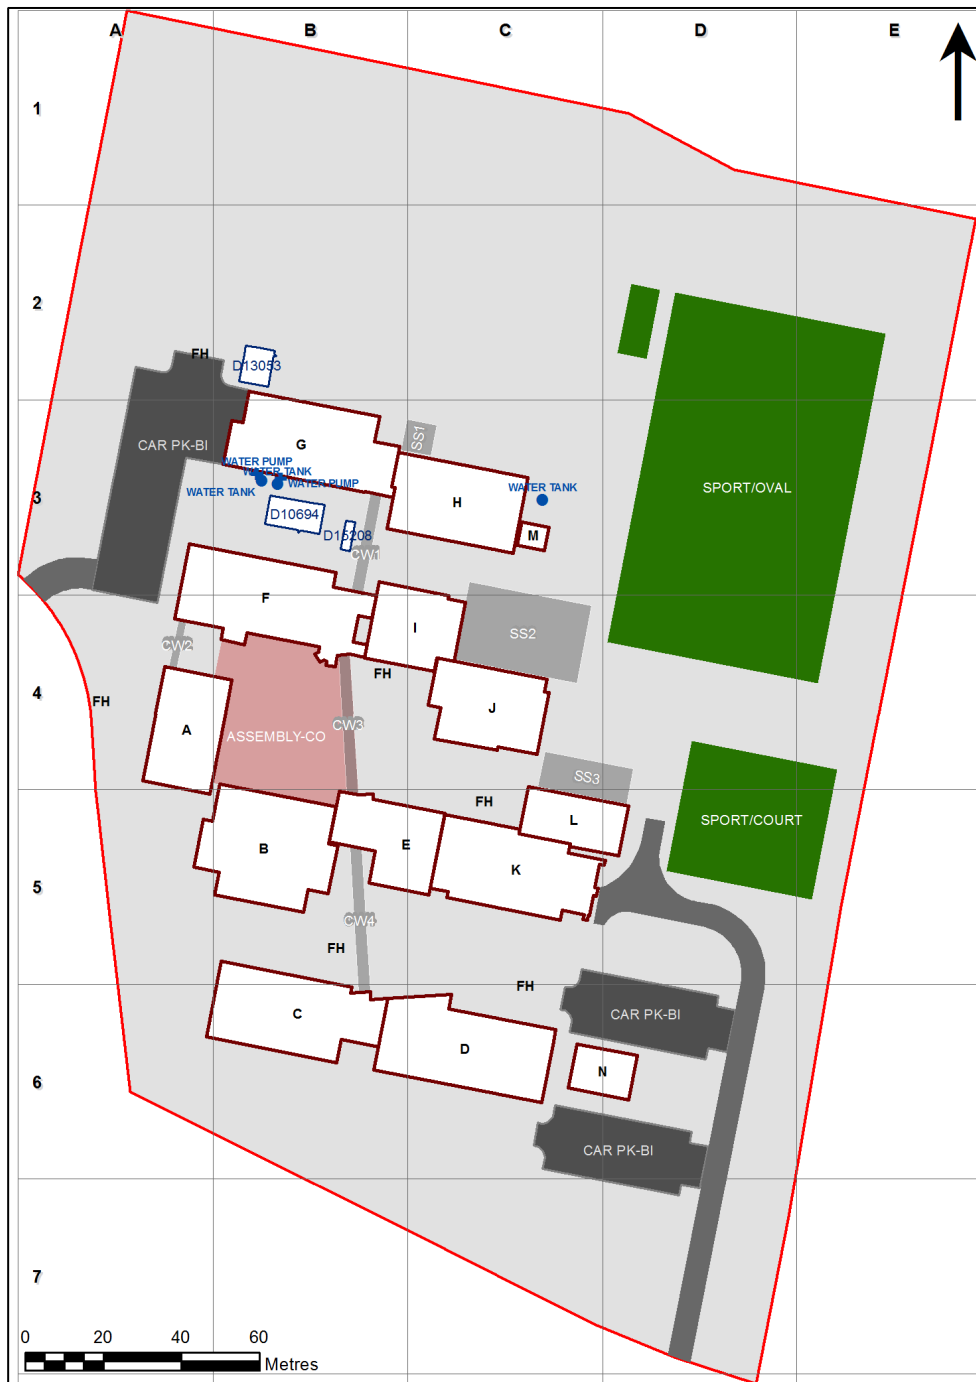 A B C D E
1
2
FH
D13053
G
SS1
CAR PK-BI
WATER PUMP
WATER TANK
WATER PUMP
WATER TANK
WATER TANK
SPORT/OVAL
3
H
D10694
M
D15208
CW1
F
I
SS2
CW2
FH
FH
4
J
A
CW3
ASSEMBLY-CO
SS3
FH
L
SPORT/COURT
B
E
K
5
CW4
FH
FH
C
CAR PK-BI
D
N
6
CAR PK-BI
7
0 20 40 60
Metres